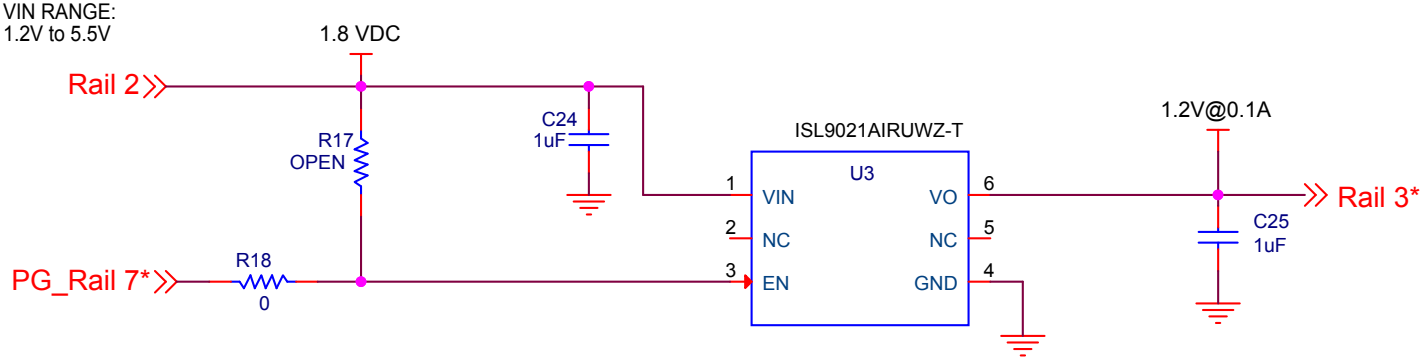 VIN RANGE:
1.2V to 5.5V
1.8 VDC
Rail 2
R17
OPEN
C24
1uF
ISL9021AIRUWZ-T
U3
1
VIN
2
NC
3
EN
VO
6
NC
5
GND
4
1.2V@0.1A
Rail 3*
C25
1uF
PG_Rail 7*
R18
0